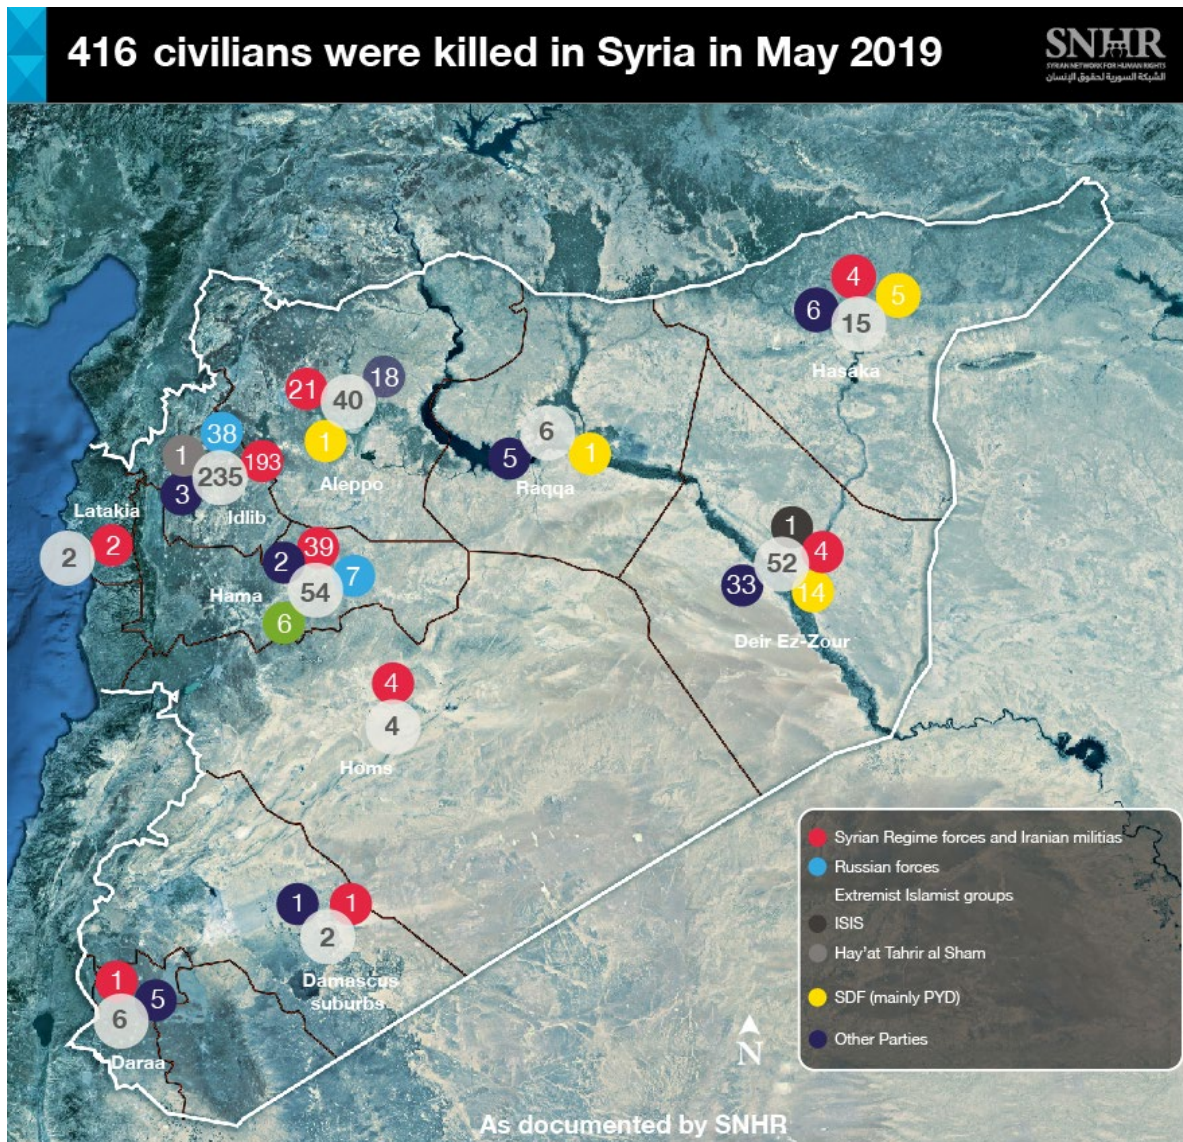 416 civilians were killed in Syria in May 2019
SNHR
SYRIAN NETWORK FOR HUMAN RIGHTS
الشبكة السورية لحقوق الإنسان
4
5
6
15
Hasaka
21
18
40
1
Aleppo
38
1
193
235
3
Idlib
6
5
1
Raqqa
Latakia
2
2
39
2
7
54
Hama
6
1
4
52
33
14
Deir Ez-Zour
4
4
Homs
1
1
2
Damascus
suburbs
1
5
6
Daraa
Syrian Regime forces and Iranian militias
Russian forces
Extremist Islamist groups
ISIS
Hay'at Tahrir al Sham
SDF (mainly PYD)
Other Parties
N
As documented by SNHR